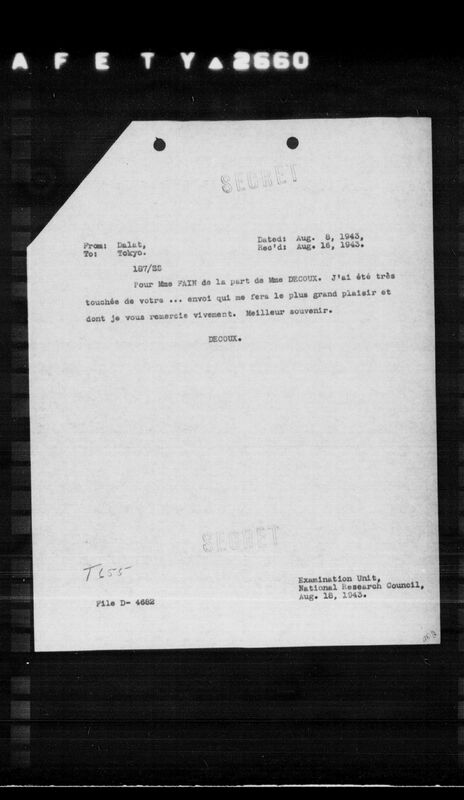 A F E T Y ▲ 2660
SECRET
From: Dalat, Dated: Aug. 8, 1943,
To: Tokyo. Rec'd: Aug. 16, 1943.
187/SS
Pour Mme FAIN de la part de Mme DECOUX. J'ai été très
touchée de votre ... envoi qui me fera le plus grand plaisir et
dont je vous remercie vivement. Meilleur souvenir.
DECOUX.
SECRET
T655
Examination Unit,
National Research Council,
File D- 4682 Aug. 18, 1943.